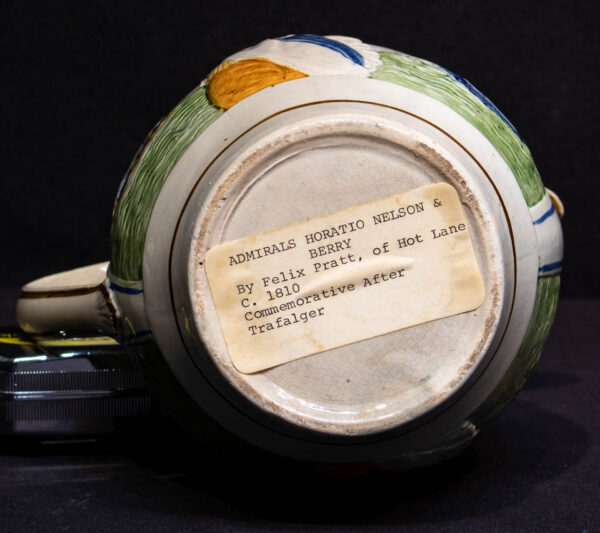 ADMIRALS HORATIO NELSON &
BERRY
By Felix Pratt, of Hot Lane
C. 1810
Commemorative After
Trafalger